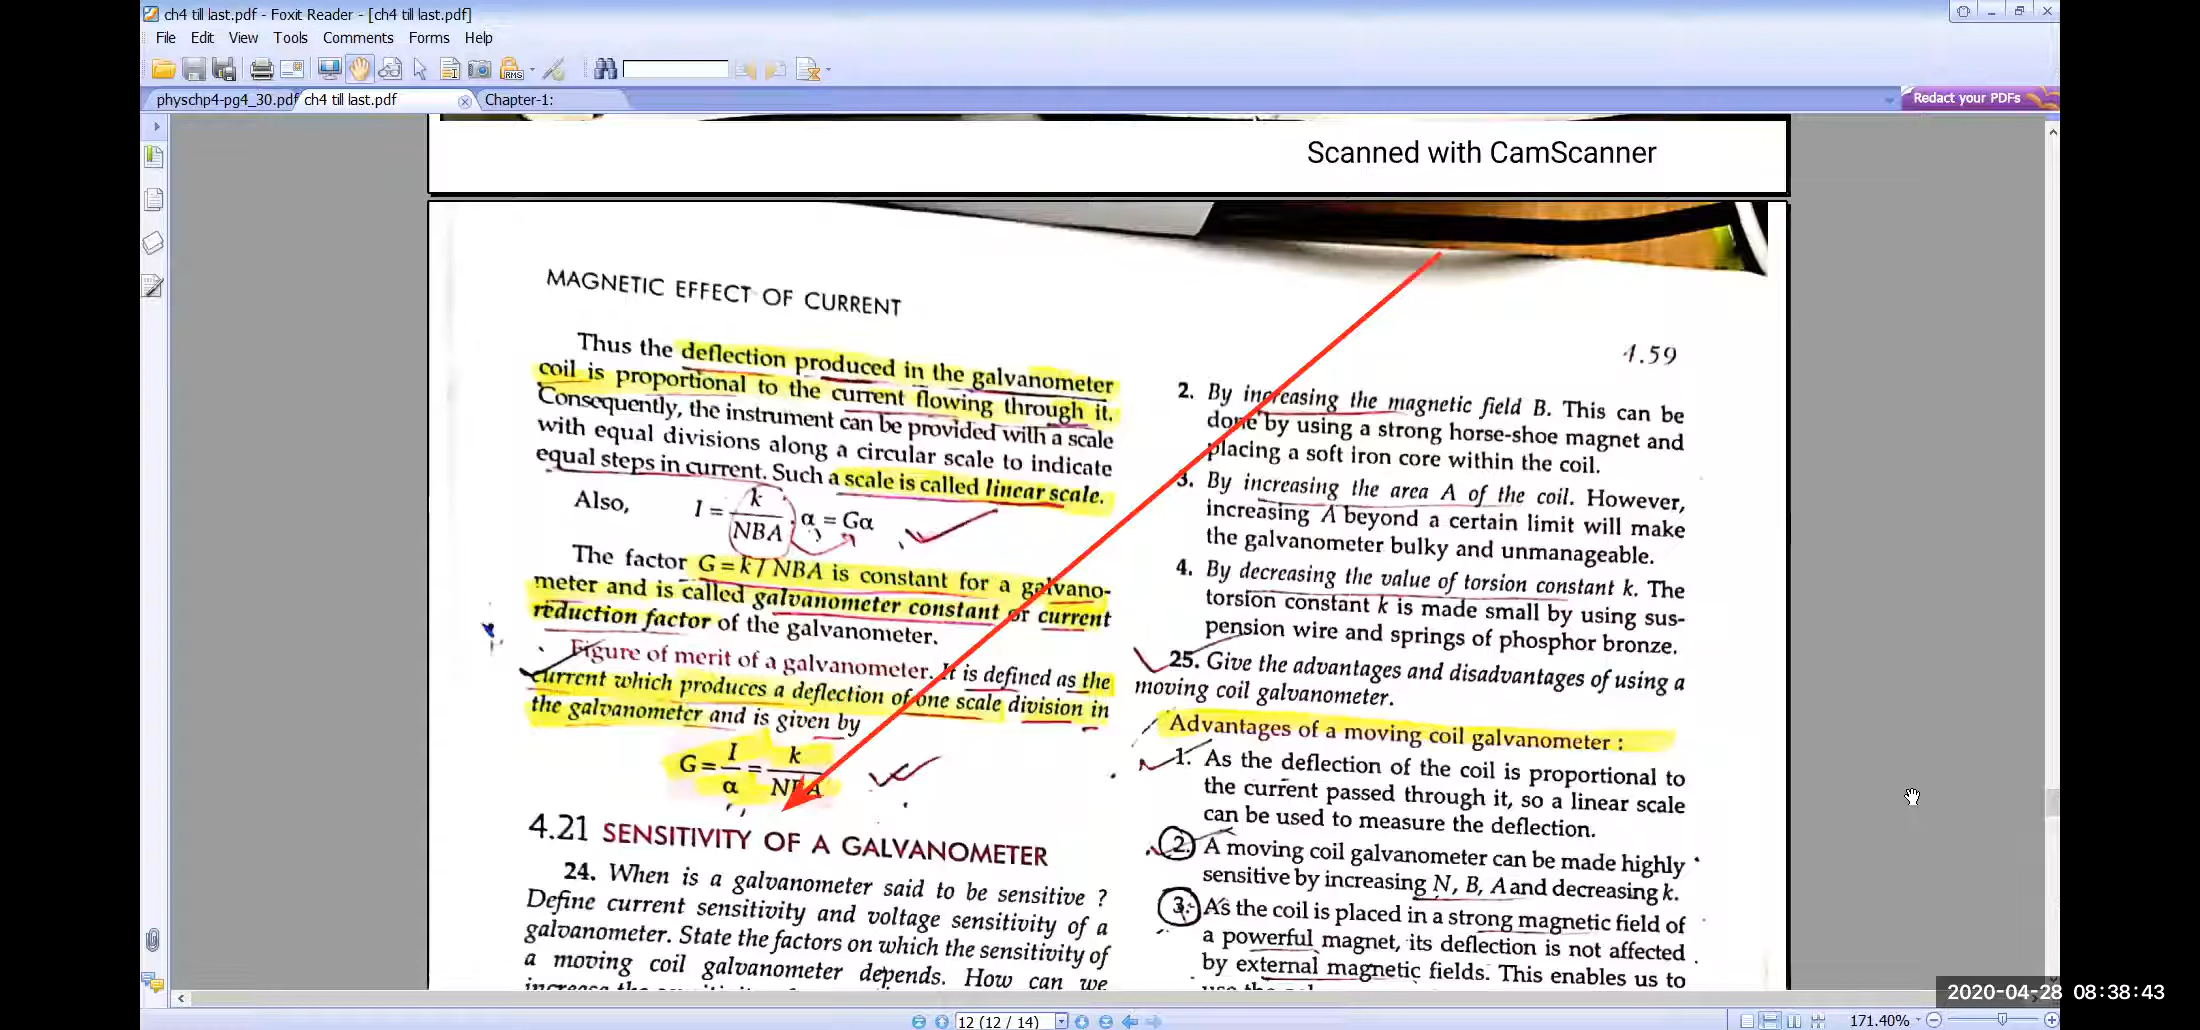 ch4 till last.pdf - Foxit Reader - [ch4 till last.pdf]
File Edit View Tools Comments Forms Help
physchp4-pg4_30.pdf ch4 till last.pdf Chapter-1:
Redact your PDFs
Scanned with CamScanner
MAGNETIC EFFECT OF CURRENT
4.59
Thus the deflection produced in the galvanometer
coil is proportional to the current flowing through it.
Consequently, the instrument can be provided with a scale
with equal divisions along a circular scale to indicate
equal steps in current. Such a scale is called linear scale.
Also, I = k/NBA . α = Gα
The factor G = k / NBA is constant for a galvano-
meter and is called galvanometer constant or current
reduction factor of the galvanometer.
Figure of merit of a galvanometer. It is defined as the
current which produces a deflection of one scale division in
the galvanometer and is given by
G = I/α = k/NBA
4.21 SENSITIVITY OF A GALVANOMETER
24. When is a galvanometer said to be sensitive ?
Define current sensitivity and voltage sensitivity of a
galvanometer. State the factors on which the sensitivity of
a moving coil galvanometer depends. How can we
2. By increasing the magnetic field B. This can be
done by using a strong horse-shoe magnet and
placing a soft iron core within the coil.
3. By increasing the area A of the coil. However,
increasing A beyond a certain limit will make
the galvanometer bulky and unmanageable.
4. By decreasing the value of torsion constant k. The
torsion constant k is made small by using sus-
pension wire and springs of phosphor bronze.
25. Give the advantages and disadvantages of using a
moving coil galvanometer.
Advantages of a moving coil galvanometer :
1. As the deflection of the coil is proportional to
the current passed through it, so a linear scale
can be used to measure the deflection.
2. A moving coil galvanometer can be made highly
sensitive by increasing N, B, A and decreasing k.
3. As the coil is placed in a strong magnetic field of
a powerful magnet, its deflection is not affected
by external magnetic fields. This enables us to
2020-04-28 08:38:43
12 (12 / 14)
171.40%